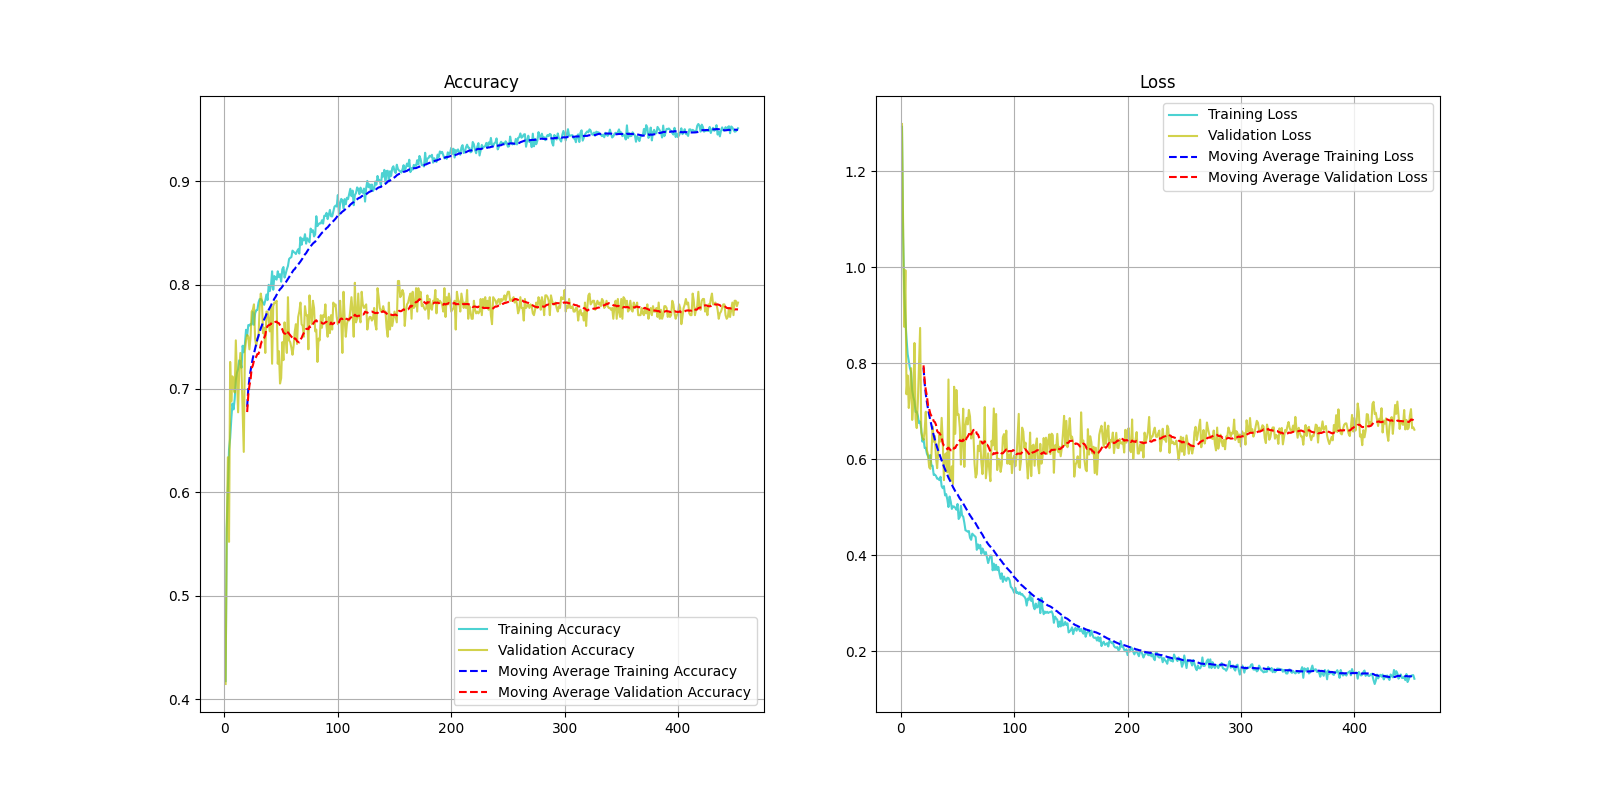 Accuracy
0.9
0.8
0.7
0.6
0.5
0.4
0 100 200 300 400
Training Accuracy
Validation Accuracy
Moving Average Training Accuracy
Moving Average Validation Accuracy
Loss
1.2
1.0
0.8
0.6
0.4
0.2
0 100 200 300 400
Training Loss
Validation Loss
Moving Average Training Loss
Moving Average Validation Loss